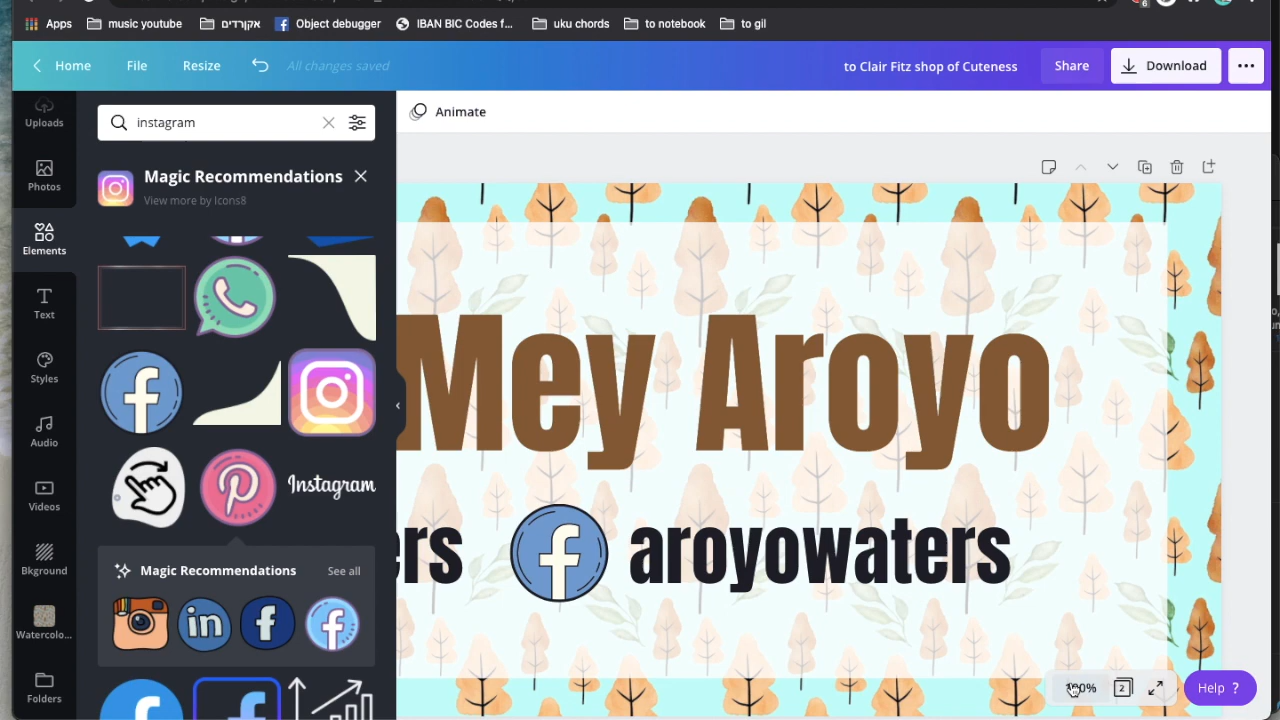 Apps
music youtube
אקורדים
Object debugger
IBAN BIC Codes f...
uku chords
to notebook
to gil
Home
File
Resize
All changes saved
to Clair Fitz shop of Cuteness
Share
Download
Uploads
Photos
Elements
Text
Styles
Audio
Videos
Bkground
Watercolo...
Folders
instagram
Magic Recommendations
View more by Icons8
Instagram
Magic Recommendations
See all
in
Animate
Mey Aroyo
ers
aroyowaters
2
Help ?